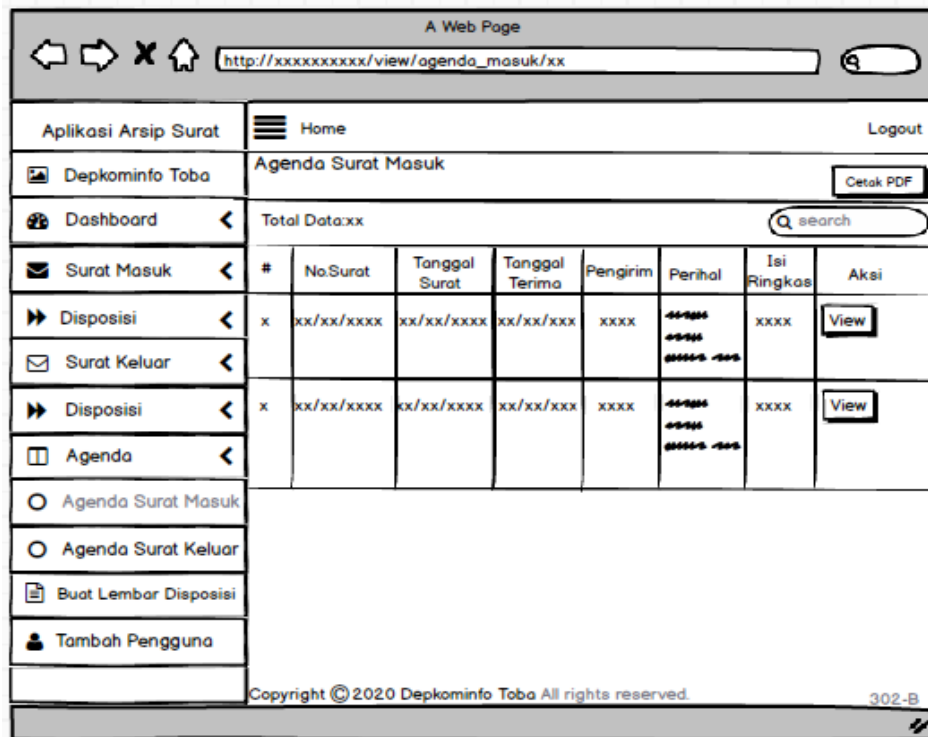 A Web Page
http://xxxxxxxxxx/view/agenda_masuk/xx
Aplikasi Arsip Surat
Home
Logout
Depkominfo Toba
Agenda Surat Masuk
Cetak PDF
Dashboard
Total Data:xx
search
Surat Masuk
# No.Surat Tanggal Surat Tanggal Terima Pengirim Perihal Isi Ringkas Aksi
Disposisi
x xx/xx/xxxx xx/xx/xxxx xx/xx/xxx xxxx xxxx View
Surat Keluar
Disposisi
x xx/xx/xxxx xx/xx/xxxx xx/xx/xxx xxxx xxxx View
Agenda
Agenda Surat Masuk
Agenda Surat Keluar
Buat Lembar Disposisi
Tambah Pengguna
Copyright ©2020 Depkominfo Toba All rights reserved.
302-B